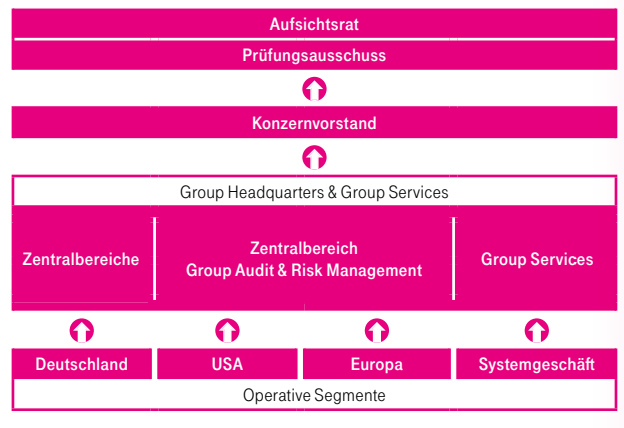 Aufsichtsrat
Prüfungsausschuss
Konzernvorstand
Group Headquarters & Group Services
Zentralbereiche
Zentralbereich
Group Audit & Risk Management
Group Services
Deutschland
USA
Europa
Systemgeschäft
Operative Segmente